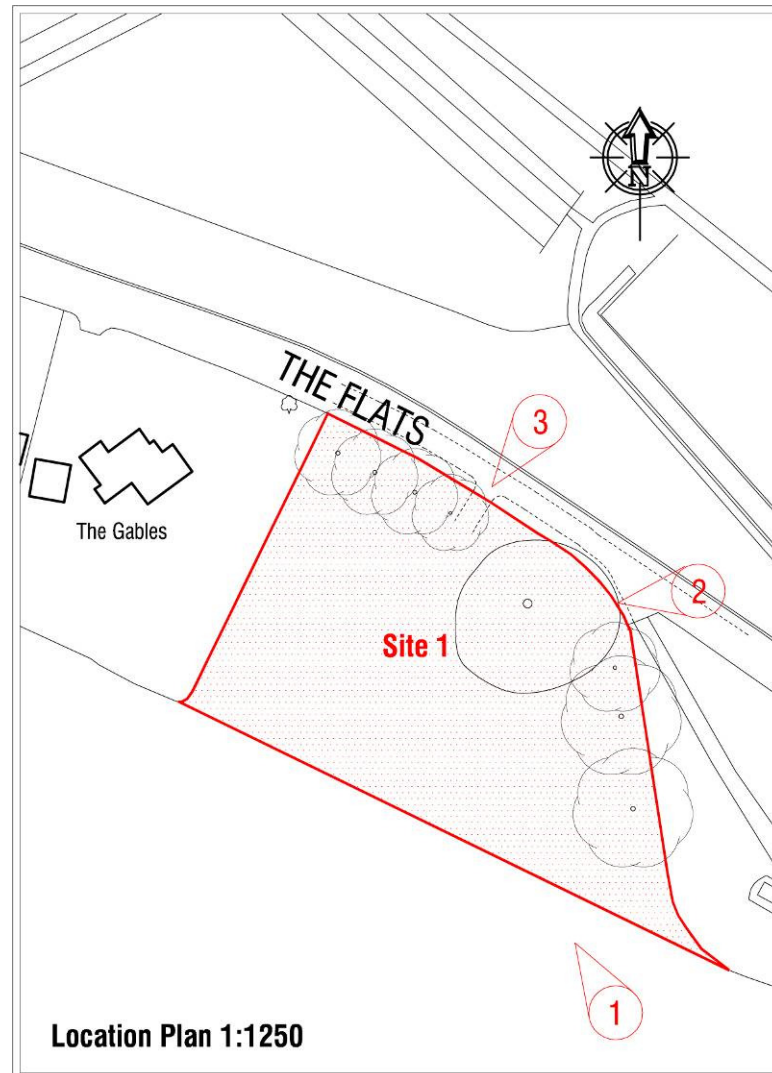 N
THE FLATS
3
The Gables
2
Site 1
1
Location Plan 1:1250